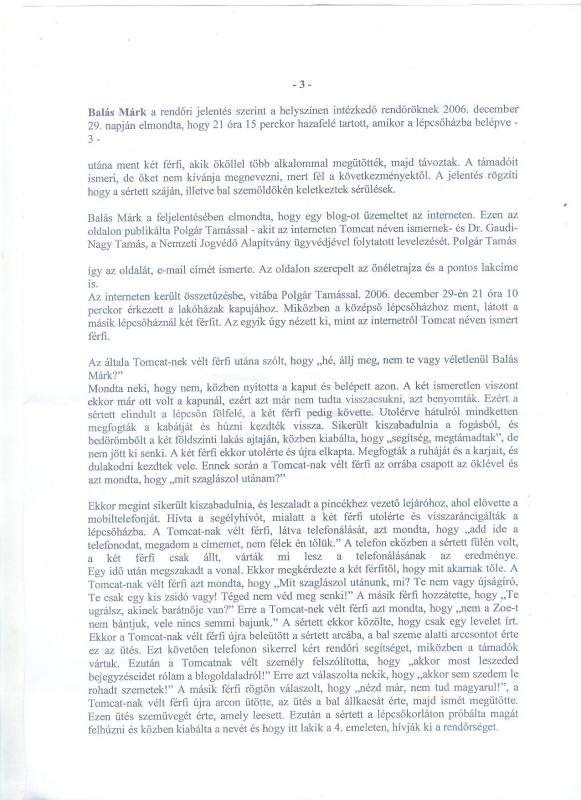 - 3 -
Balás Márk a rendőri jelentés szerint a helyszínen intézkedő rendőröknek 2006. december
29. napján elmondta, hogy 21 óra 15 perckor hazafelé tartott, amikor a lépcsőházba belépve -
3 -
utána ment két férfi, akik ököllel több alkalommal megütötték, majd távoztak. A támadóit
ismeri, de őket nem kívánja megnevezni, mert fél a következményektől. A jelentés rögzíti
hogy a sértett száján, illetve bal szemöldökén keletkeztek sérülések.
Balás Márk a feljelentésében elmondta, hogy egy blog-ot üzemeltet az interneten. Ezen az
oldalon publikálta Polgár Tamással - akit az interneten Tomcat néven ismernek- és Dr. Gaudi-
Nagy Tamás, a Nemzeti Jogvédő Alapítvány ügyvédjével folytatott levelezését. Polgár Tamás
így az oldalát, e-mail címét ismerte. Az oldalon szerepelt az önéletrajza és a pontos lakcíme
is.
Az interneten került összetűzésbe, vitába Polgár Tamással. 2006. december 29-én 21 óra 10
perckor érkezett a lakóházak kapujához. Miközben a középső lépcsőházhoz ment, látott a
másik lépcsőháznál két férfit. Az egyik úgy nézett ki, mint az internetről Tomcat néven ismert
férfi.
Az általa Tomcat-nek vélt férfi utána szólt, hogy „hé, állj meg, nem te vagy véletlenül Balás
Márk?”
Mondta neki, hogy nem, közben nyitotta a kaput és belépett azon. A két ismeretlen viszont
ekkor már ott volt a kapunál, ezért azt már nem tudta visszacsukni, azt benyomták. Ezért a
sértett elindult a lépcsőn fölfelé, a két férfi pedig követte. Utolérve hátulról mindketten
megfogták a kabátját és húzni kezdték vissza. Sikerült kiszabadulnia a fogásból, és
bedörömbölt a két földszinti lakás ajtaján, közben kiabálta, hogy „segítség, megtámadtak”, de
nem jött ki senki. A két férfi ekkor utolérte és újra elkapta. Megfogták a ruháját és a karjait, és
dulakodni kezdtek vele. Ennek során a Tomcat-nak vélt férfi az orrába csapott az öklével és
azt mondta, hogy „mit szaglászol utánam?”
Ekkor megint sikerült kiszabadulnia, és leszaladt a pincékhez vezető lejáróhoz, ahol elővette a
mobiltelefonját. Hívta a segélyhívót, mialatt a két férfi utolérte és visszaráncigálták a
lépcsőházba. A Tomcat-nak vélt férfi, látva telefonálását, azt mondta, hogy „add ide a
telefonodat, megadom a címemet, nem félek én tőlük.” A telefon eközben a sértett fülén volt,
a két férfi csak állt, várták mi lesz a telefonálásának az eredménye.
Egy idő után megszakadt a vonal. Ekkor megkérdezte a két férfitől, hogy mit akarnak tőle. A
Tomcat-nak vélt férfi azt mondta, hogy „Mit szaglászol utánunk, mi? Te nem vagy újságíró,
Te csak egy kis zsidó vagy! Téged nem véd meg senki!” A másik férfi hozzátette, hogy „Te
ugrálsz, akinek barátnője van?” Erre a Tomcat-nek vélt férfi azt mondta, hogy „nem a Zoe-t
nem bántjuk, vele nincs semmi bajunk.” A sértett ekkor közölte, hogy csak egy levelet írt.
Ekkor a Tomcat-nak vélt férfi újra beleütött a sértett arcába, a bal szeme alatti arccsontot érte
ez az ütés. Ezt követően telefonon sikerrel kért rendőri segítséget, miközben a támadók
vártak. Ezután a Tomcatnak vélt személy felszólította, hogy „akkor most leszeded
bejegyzéseidet rólam a blogoldaladról!” Erre azt válaszolta nekik, hogy „akkor sem szedem le
rohadt szemetek!” A másik férfi rögtön válaszolt, hogy „nézd már, nem tud magyarul!”, a
Tomcat-nak vélt férfi újra arcon ütötte, az ütés a bal állkacsát érte, majd ismét megütötte.
Ezen ütés szemüvegét érte, amely leesett. Ezután a sértett a lépcsőkorláton próbálta magát
felhúzni és közben kiabálta a nevét és hogy itt lakik a 4. emeleten, hívják ki a rendőrséget.